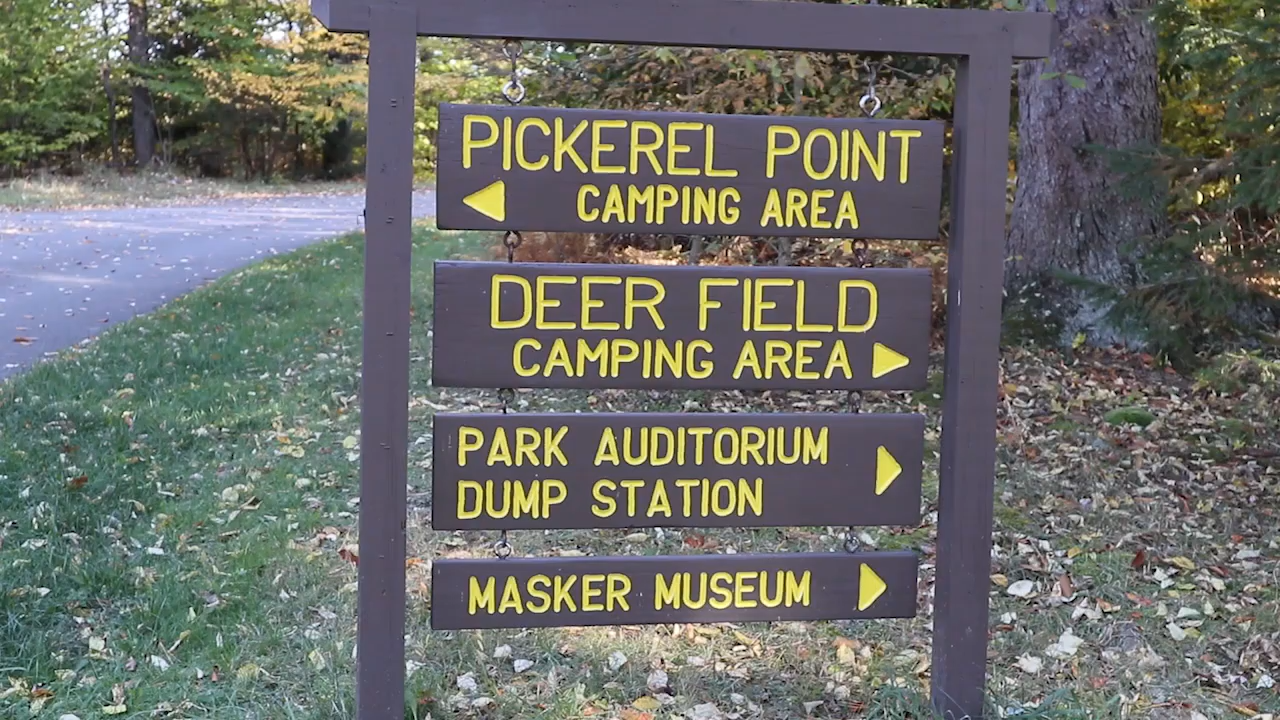 PICKEREL POINT
CAMPING AREA
DEER FIELD
CAMPING AREA
PARK AUDITORIUM
DUMP STATION
MASKER MUSEUM